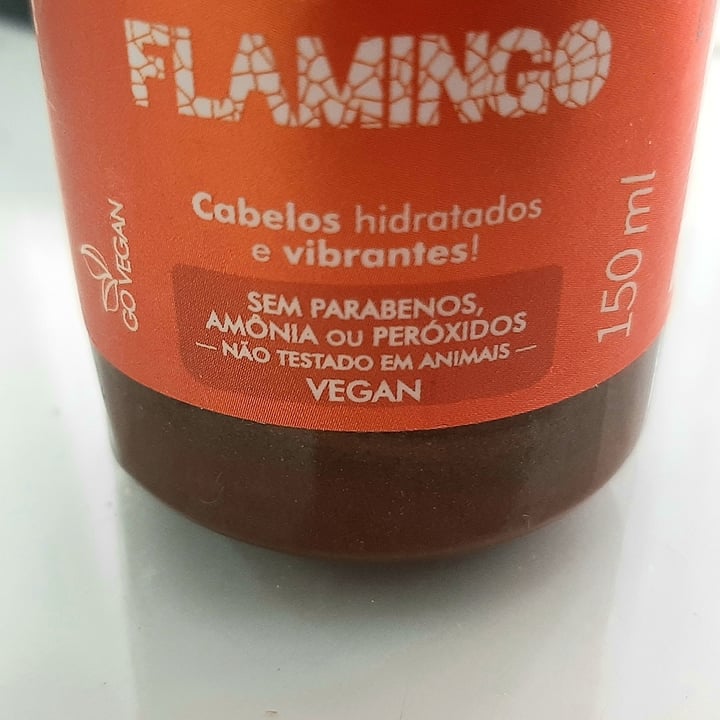 FLAMINGO
Cabelos hidratados
e vibrantes!
GO VEGAN
150 ml
SEM PARABENOS,
AMÔNIA OU PERÓXIDOS
— NÃO TESTADO EM ANIMAIS —
VEGAN